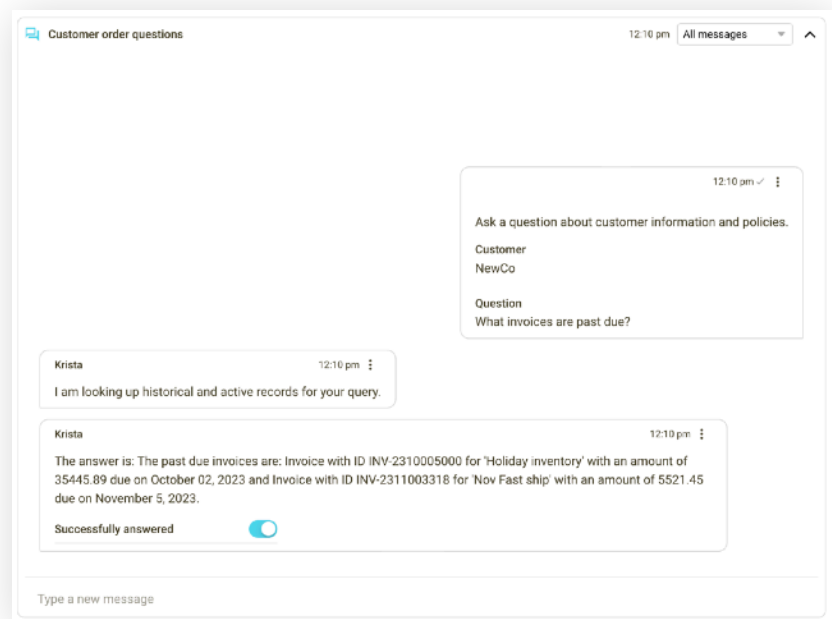 Customer order questions
12:10 pm
All messages
12:10 pm
Ask a question about customer information and policies.
Customer
NewCo
Question
What invoices are past due?
Krista
12:10 pm
I am looking up historical and active records for your query.
Krista
12:10 pm
The answer is: The past due invoices are: Invoice with ID INV-2310005000 for 'Holiday inventory' with an amount of
35445.89 due on October 02, 2023 and Invoice with ID INV-2311003318 for 'Nov Fast ship' with an amount of 5521.45
due on November 5, 2023.
Successfully answered
Type a new message